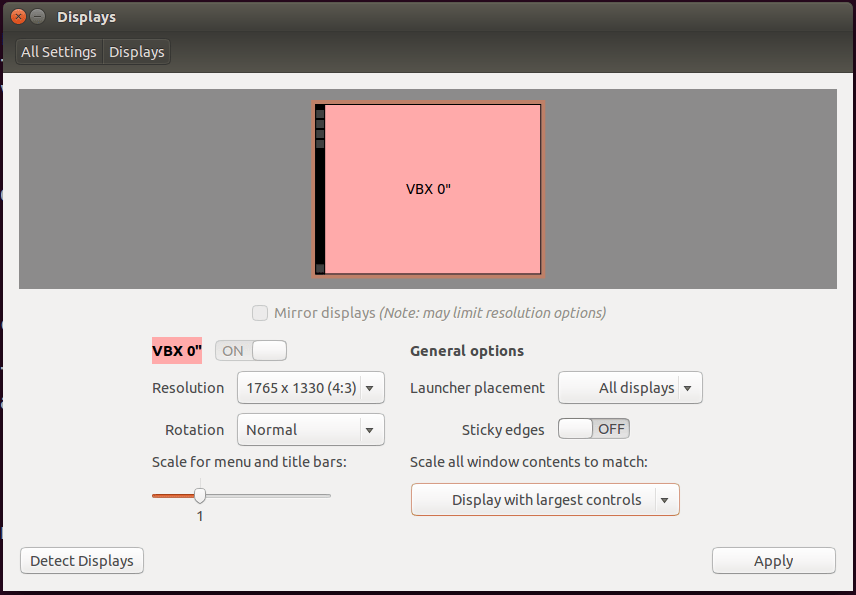 Displays
All Settings Displays
VBX 0"
Mirror displays (Note: may limit resolution options)
VBX 0" ON General options
Resolution 1765 x 1330 (4:3) Launcher placement All displays
Rotation Normal Sticky edges OFF
Scale for menu and title bars: Scale all window contents to match:
Display with largest controls
1
Detect Displays Apply